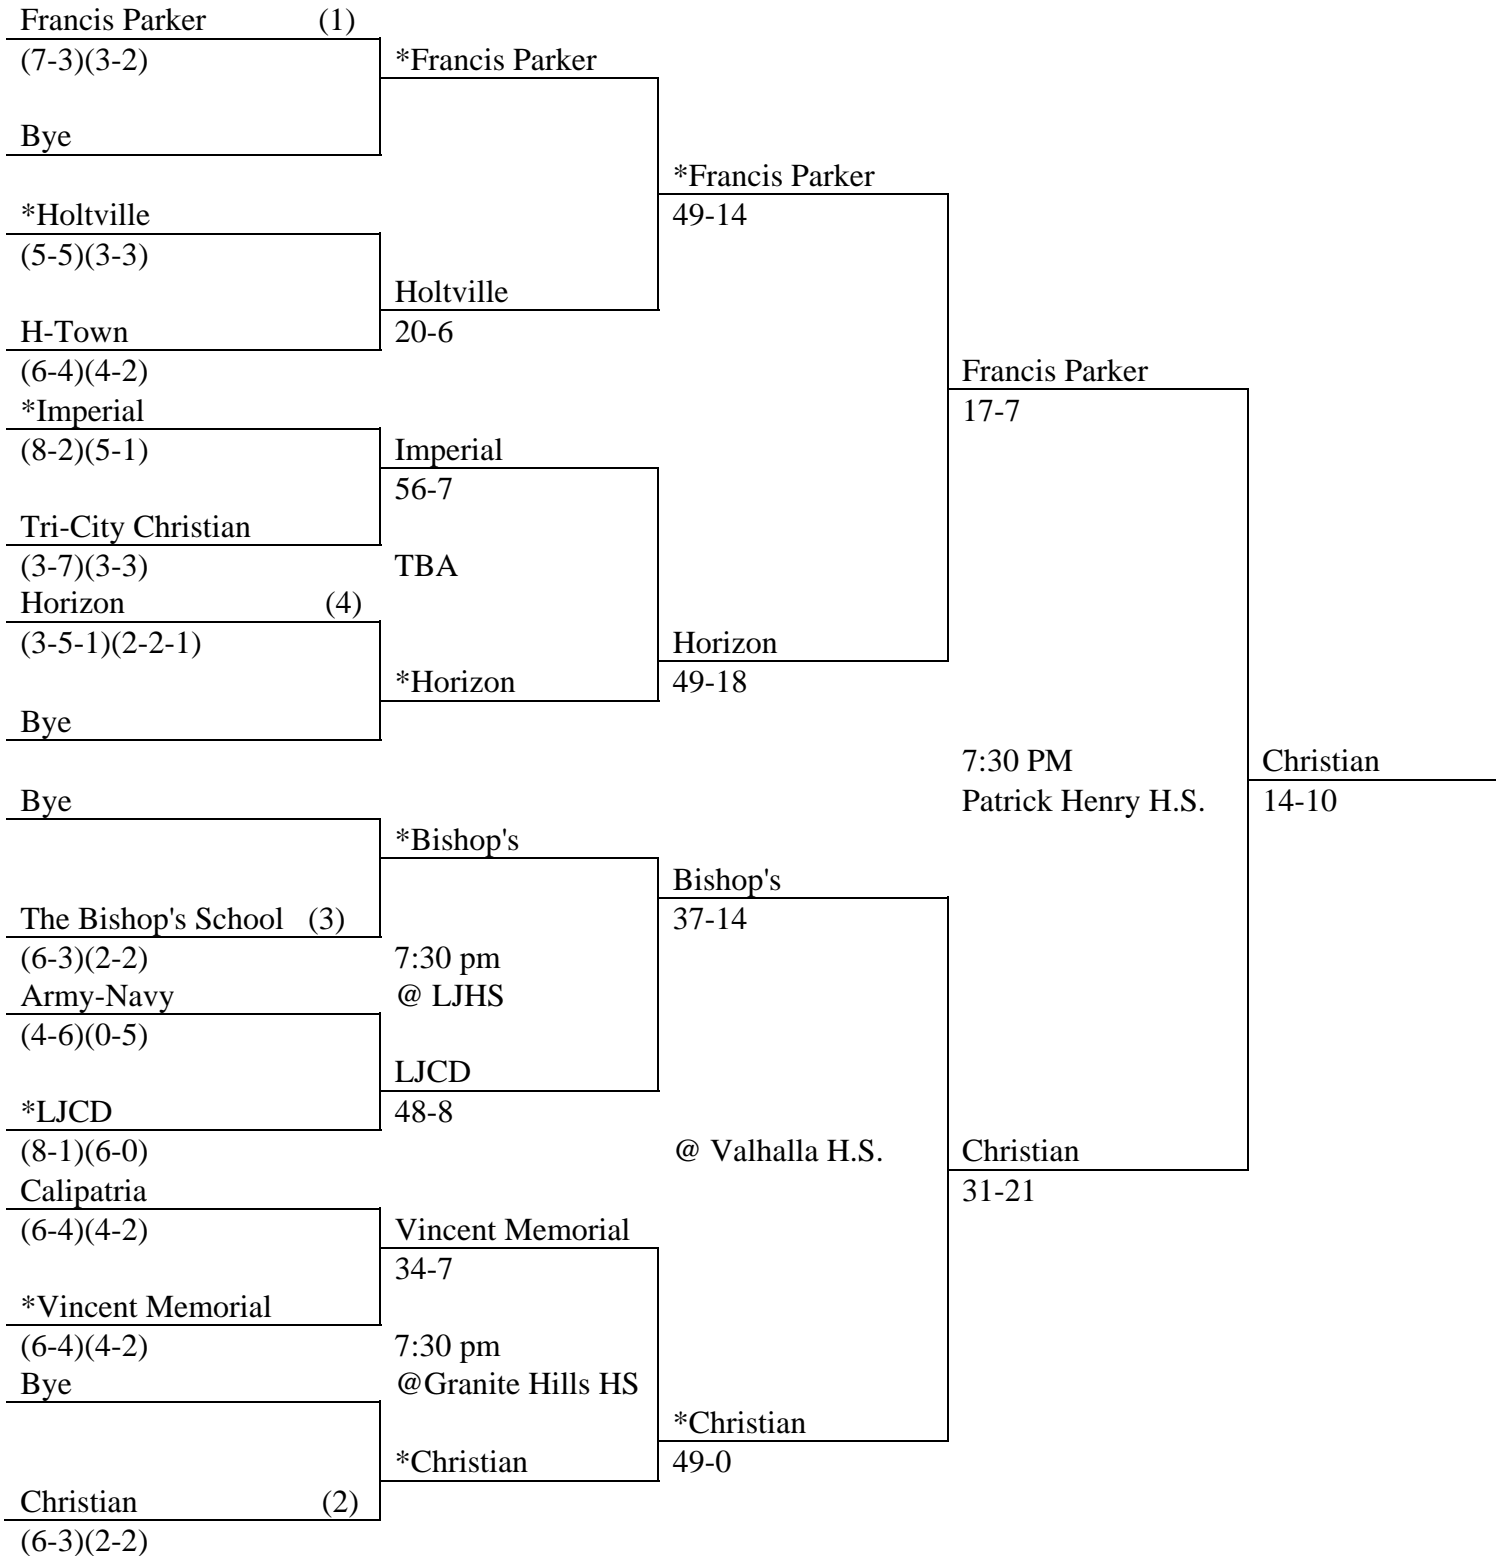 Francis Parker (1)
(7-3)(3-2)
*Francis Parker
Bye
*Francis Parker
49-14
*Holtville
(5-5)(3-3)
Holtville
20-6
H-Town
(6-4)(4-2)
Francis Parker
17-7
*Imperial
(8-2)(5-1)
Imperial
56-7
Tri-City Christian
(3-7)(3-3)
TBA
Horizon (4)
(3-5-1)(2-2-1)
Horizon
49-18
*Horizon
Bye
7:30 PM
Patrick Henry H.S.
Christian
14-10
Bye
*Bishop's
Bishop's
37-14
The Bishop's School (3)
(6-3)(2-2)
7:30 pm
@ LJHS
Army-Navy
(4-6)(0-5)
LJCD
48-8
*LJCD
(8-1)(6-0)
@ Valhalla H.S.
Christian
31-21
Calipatria
(6-4)(4-2)
Vincent Memorial
34-7
*Vincent Memorial
(6-4)(4-2)
7:30 pm
@Granite Hills HS
Bye
*Christian
49-0
*Christian
Christian (2)
(6-3)(2-2)